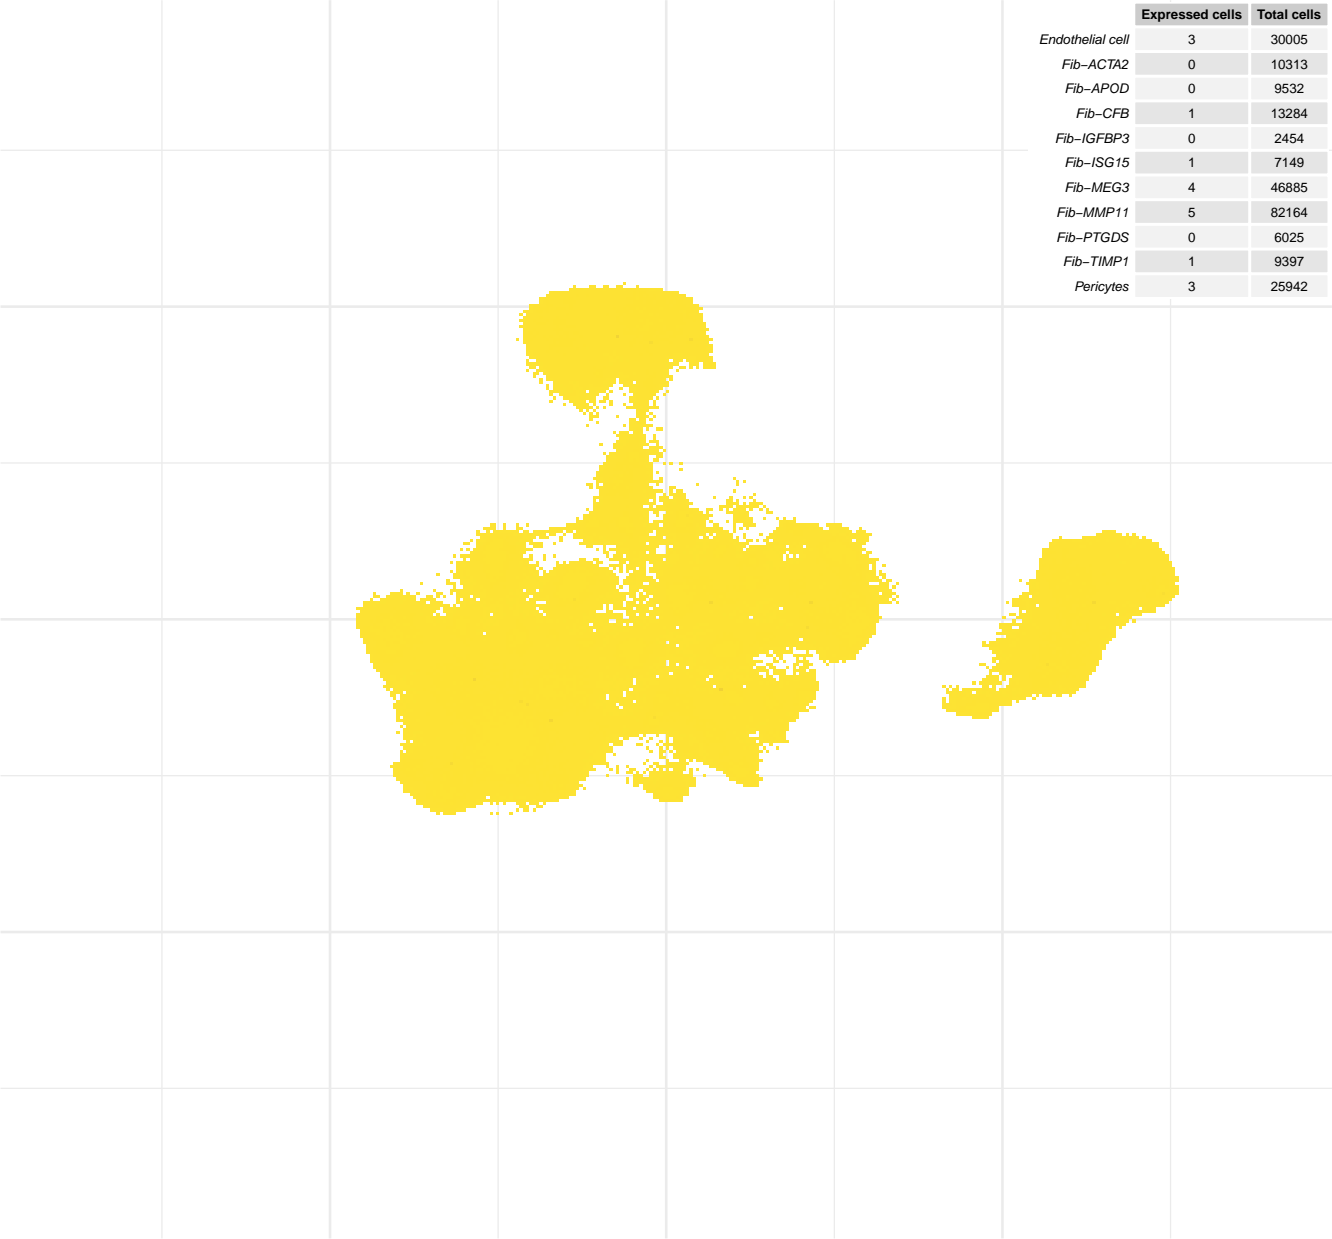 Expressed cells Total cells
Endothelial cell 3 30005
Fib−ACTA2 0 10313
Fib−APOD 0 9532
Fib−CFB 1 13284
Fib−IGFBP3 0 2454
Fib−ISG15 1 7149
Fib−MEG3 4 46885
Fib−MMP11 5 82164
Fib−PTGDS 0 6025
Fib−TIMP1 1 9397
Pericytes 3 25942